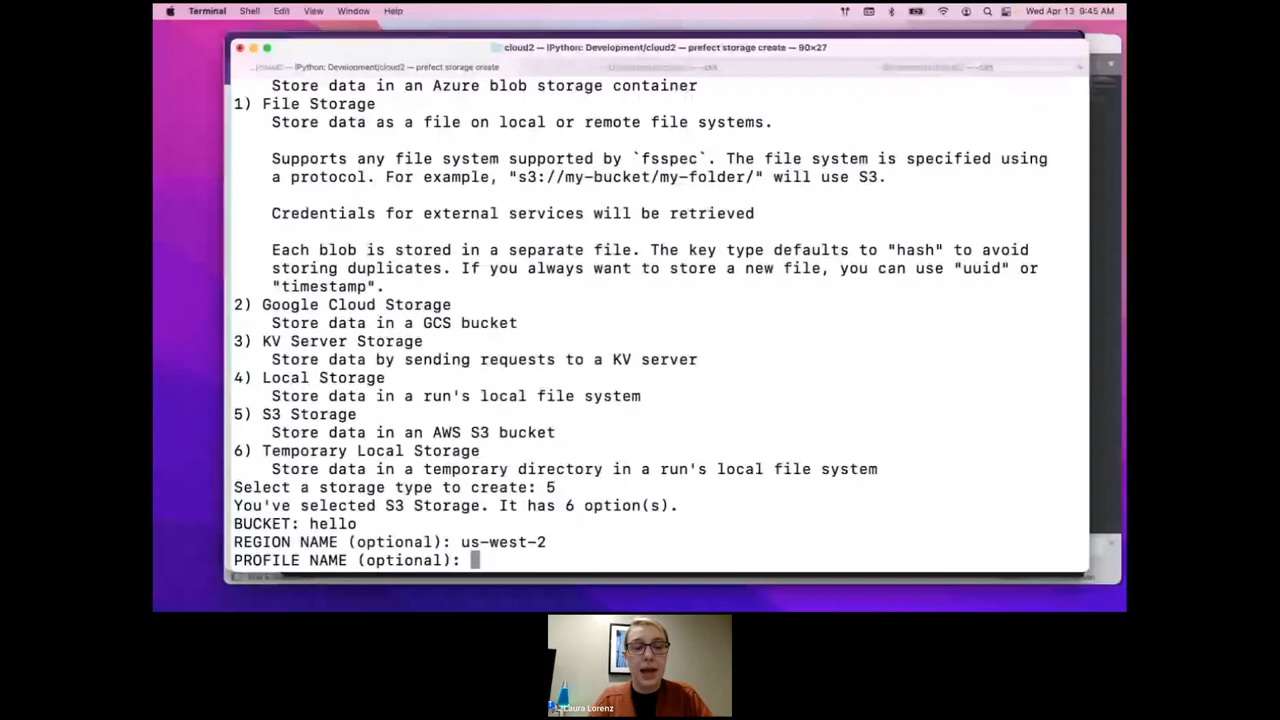 Terminal Shell Edit View Window Help Wed Apr 13 9:45 AM
cloud2 — IPython: Development/cloud2 — prefect storage create — 90×27
IPython: Development/cloud2 — prefect storage create
Store data in an Azure blob storage container
1) File Storage
Store data as a file on local or remote file systems.
Supports any file system supported by `fsspec`. The file system is specified using
a protocol. For example, "s3://my-bucket/my-folder/" will use S3.
Credentials for external services will be retrieved
Each blob is stored in a separate file. The key type defaults to "hash" to avoid
storing duplicates. If you always want to store a new file, you can use "uuid" or
"timestamp".
2) Google Cloud Storage
Store data in a GCS bucket
3) KV Server Storage
Store data by sending requests to a KV server
4) Local Storage
Store data in a run's local file system
5) S3 Storage
Store data in an AWS S3 bucket
6) Temporary Local Storage
Store data in a temporary directory in a run's local file system
Select a storage type to create: 5
You've selected S3 Storage. It has 6 option(s).
BUCKET: hello
REGION NAME (optional): us-west-2
PROFILE NAME (optional):
Laura Lorenz